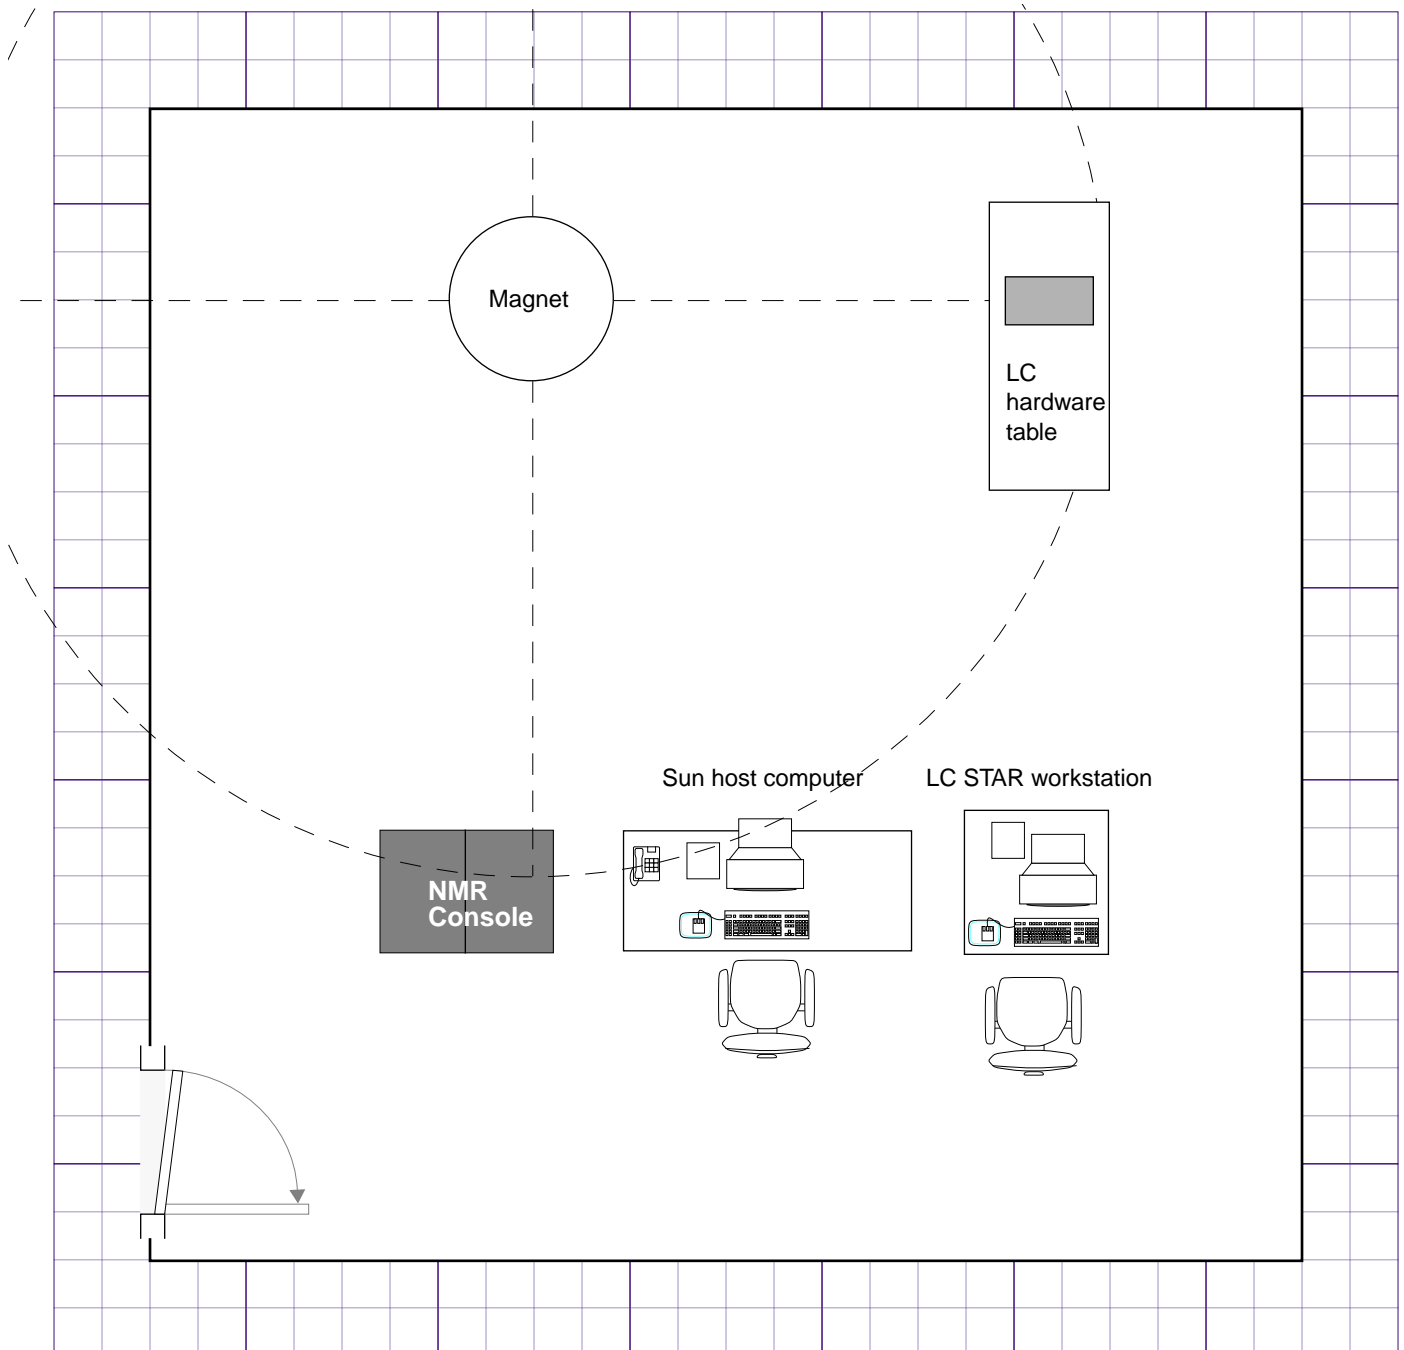 Magnet
LC
hardware
table
Sun host computer
LC STAR workstation
NMR
Console